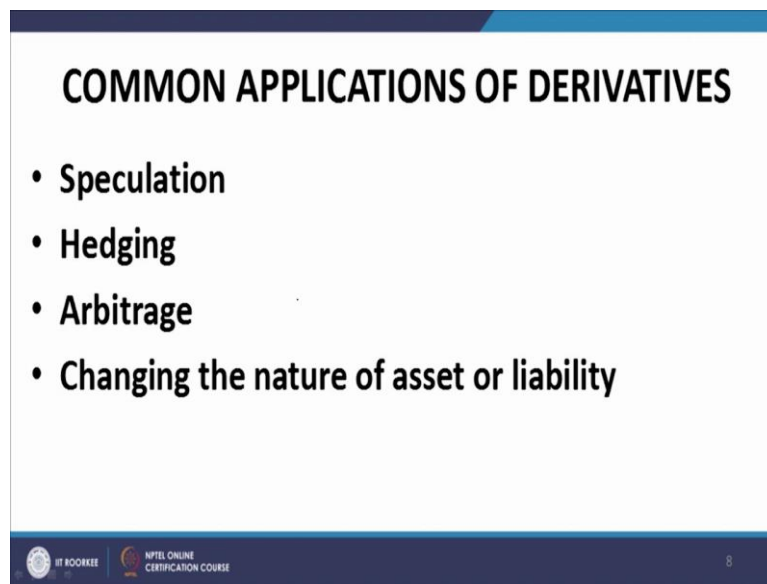 COMMON APPLICATIONS OF DERIVATIVES
• Speculation
• Hedging
• Arbitrage
• Changing the nature of asset or liability
IIT ROORKEE
NPTEL ONLINE
CERTIFICATION COURSE
8